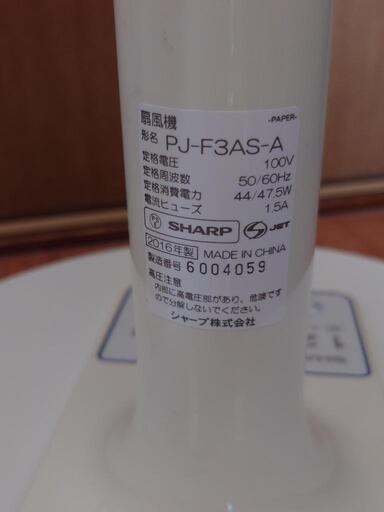 扇風機 -PAPER-
形名 PJ-F3AS-A
定格電圧 100V
定格周波数 50/60Hz
定格消費電力 44/47.5W
電流ヒューズ 1.5A
SHARP JET
2016年製 MADE IN CHINA
製造番号 6004059
高圧注意
内部に高電圧部があり、危険です
ので分解しないでください。
シャープ株式会社